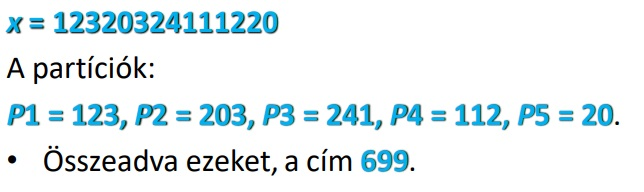 x = 12320324111220
A partíciók:
P1 = 123, P2 = 203, P3 = 241, P4 = 112, P5 = 20.
• Összeadva ezeket, a cím 699.